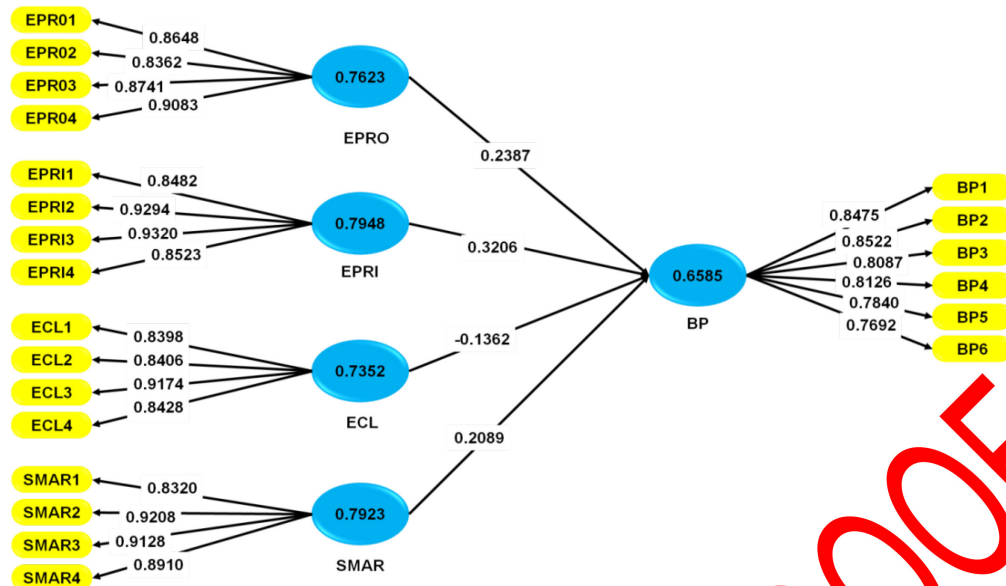 EPR01
EPR02
EPR03
EPR04
0.8648
0.8362
0.8741
0.9083
0.7623
EPRO
EPRI1
EPRI2
EPRI3
EPRI4
0.8482
0.9294
0.9320
0.8523
0.7948
EPRI
ECL1
ECL2
ECL3
ECL4
0.8398
0.8406
0.9174
0.8428
0.7352
ECL
SMAR1
SMAR2
SMAR3
SMAR4
0.8320
0.9208
0.9128
0.8910
0.7923
SMAR
0.2387
0.3206
-0.1362
0.2089
0.6585
BP
0.8475
0.8522
0.8087
0.8126
0.7840
0.7692
BP1
BP2
BP3
BP4
BP5
BP6